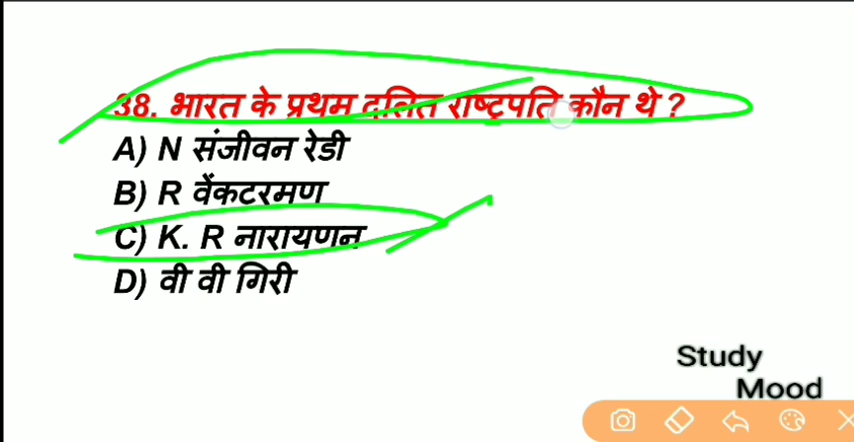 38. भारत के प्रथम दलित राष्ट्रपति कौन थे ?
A) N संजीवन रेडी
B) R वेंकटरमण
C) K. R नारायणन
D) वी वी गिरी
Study
Mood